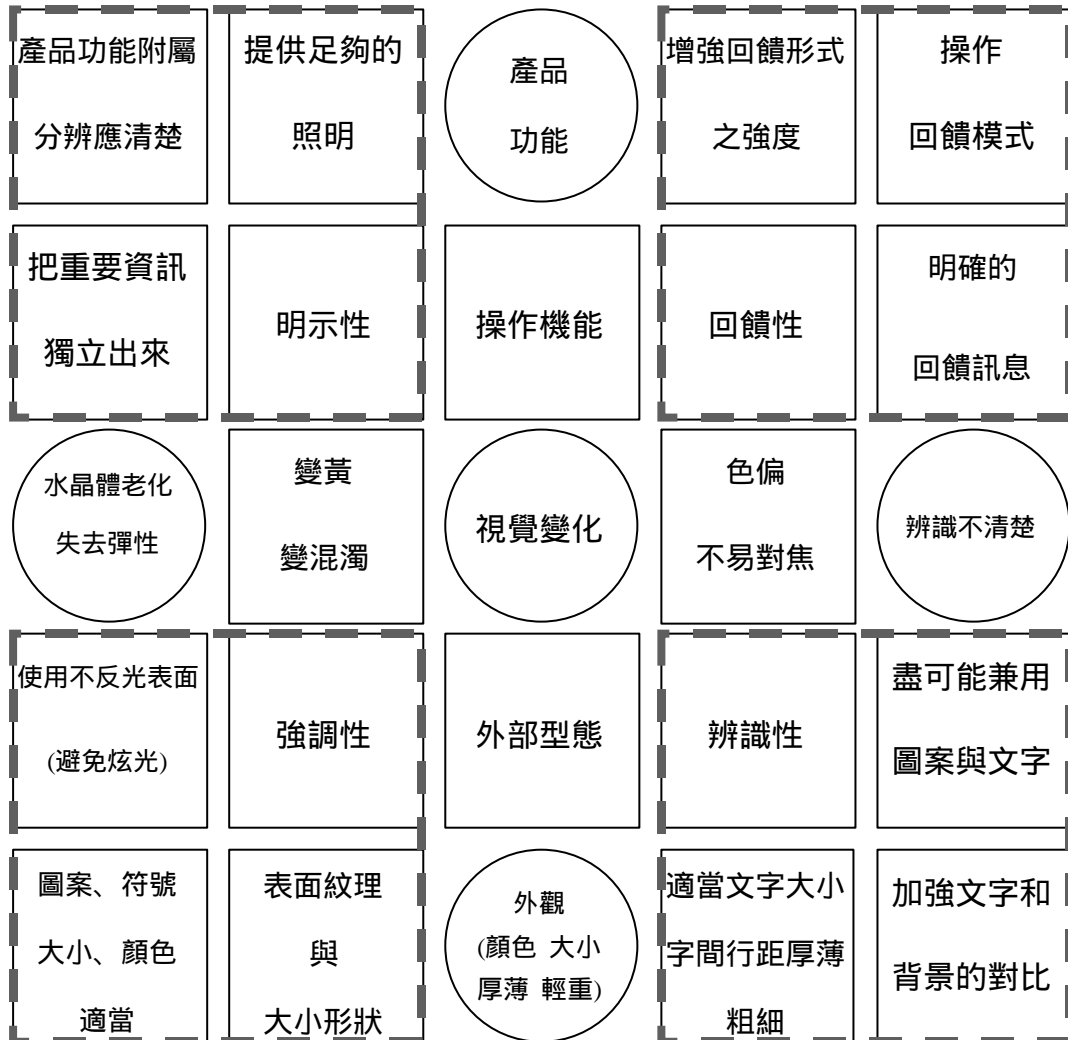 產品功能附屬
分辨應清楚
提供足夠的
照明
產品
功能
增強回饋形式
之強度
操作
回饋模式
把重要資訊
獨立出來
明示性
操作機能
回饋性
明確的
回饋訊息
水晶體老化
失去彈性
變黃
變混濁
視覺變化
色偏
不易對焦
辨識不清楚
使用不反光表面
(避免炫光)
強調性
外部型態
辨識性
盡可能兼用
圖案與文字
圖案、符號
大小、顏色
適當
表面紋理
與
大小形狀
外觀
(顏色 大小
厚薄 輕重)
適當文字大小
字間行距厚薄
粗細
加強文字和
背景的對比